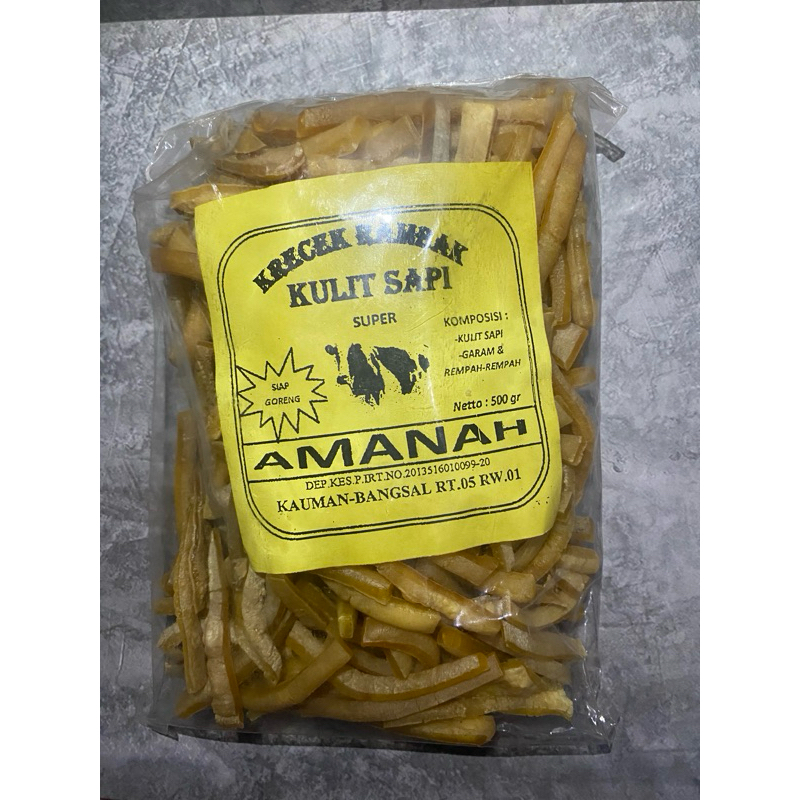 KRECEK RAMBAK
KULIT SAPI
SUPER
KOMPOSISI :
-KULIT SAPI
-GARAM &
REMPAH-REMPAH
SIAP
GORENG
Netto : 500 gr
AMANAH
DEP.KES.P.IRT.NO.2013516010099-20
KAUMAN-BANGSAL RT.05 RW.01